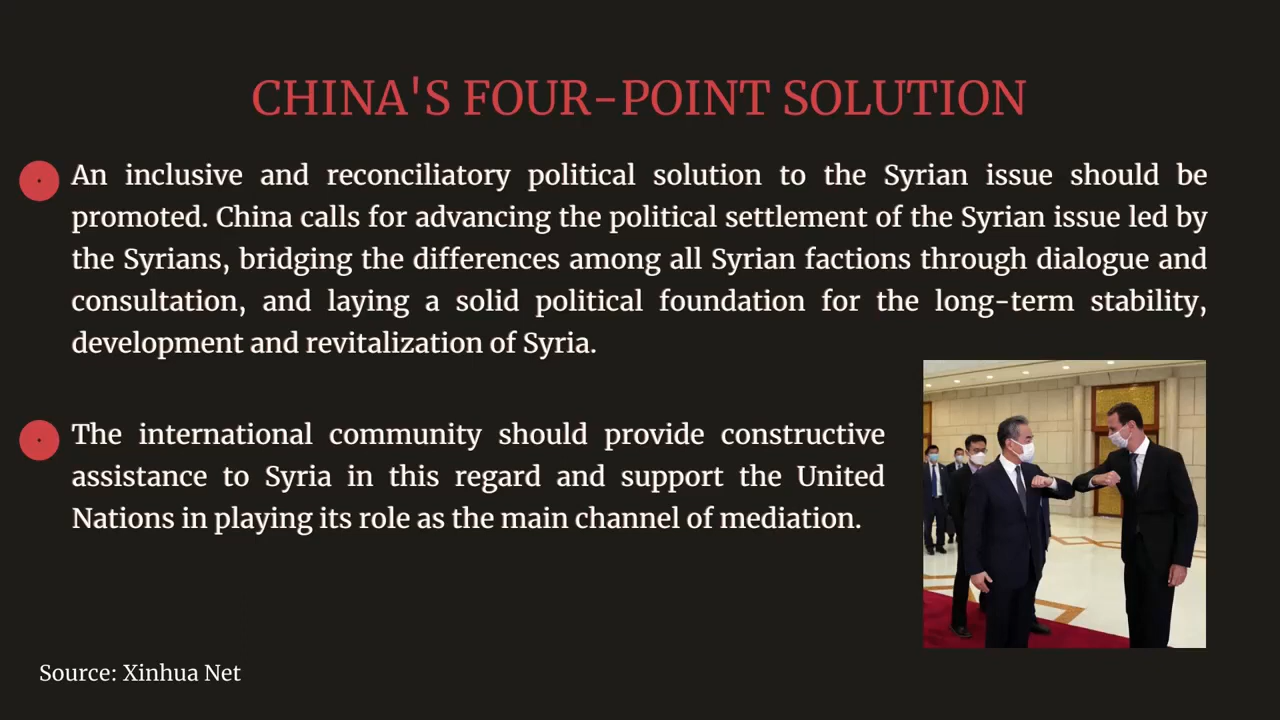 CHINA'S FOUR-POINT SOLUTION
An inclusive and reconciliatory political solution to the Syrian issue should be
promoted. China calls for advancing the political settlement of the Syrian issue led by
the Syrians, bridging the differences among all Syrian factions through dialogue and
consultation, and laying a solid political foundation for the long-term stability,
development and revitalization of Syria.
The international community should provide constructive
assistance to Syria in this regard and support the United
Nations in playing its role as the main channel of mediation.
Source: Xinhua Net